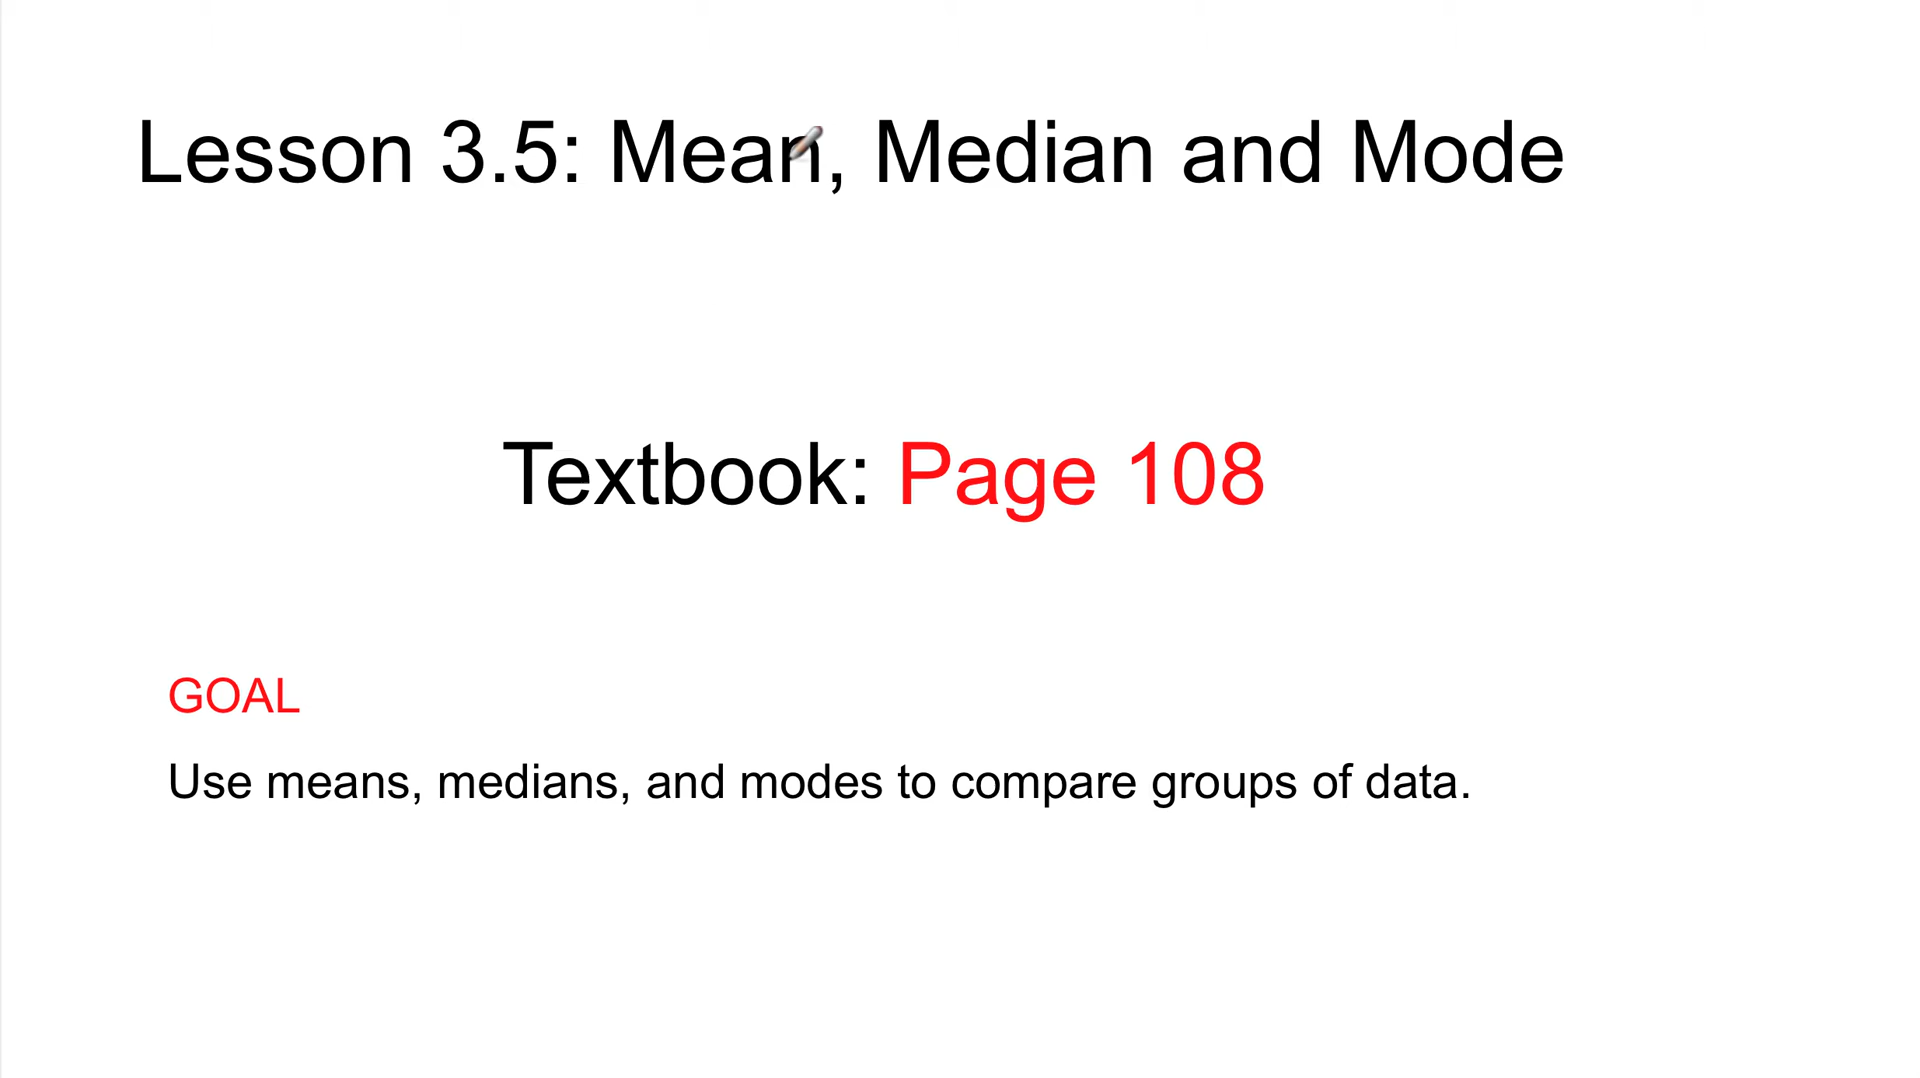 Lesson 3.5: Mean, Median and Mode
Textbook: Page 108
GOAL
Use means, medians, and modes to compare groups of data.